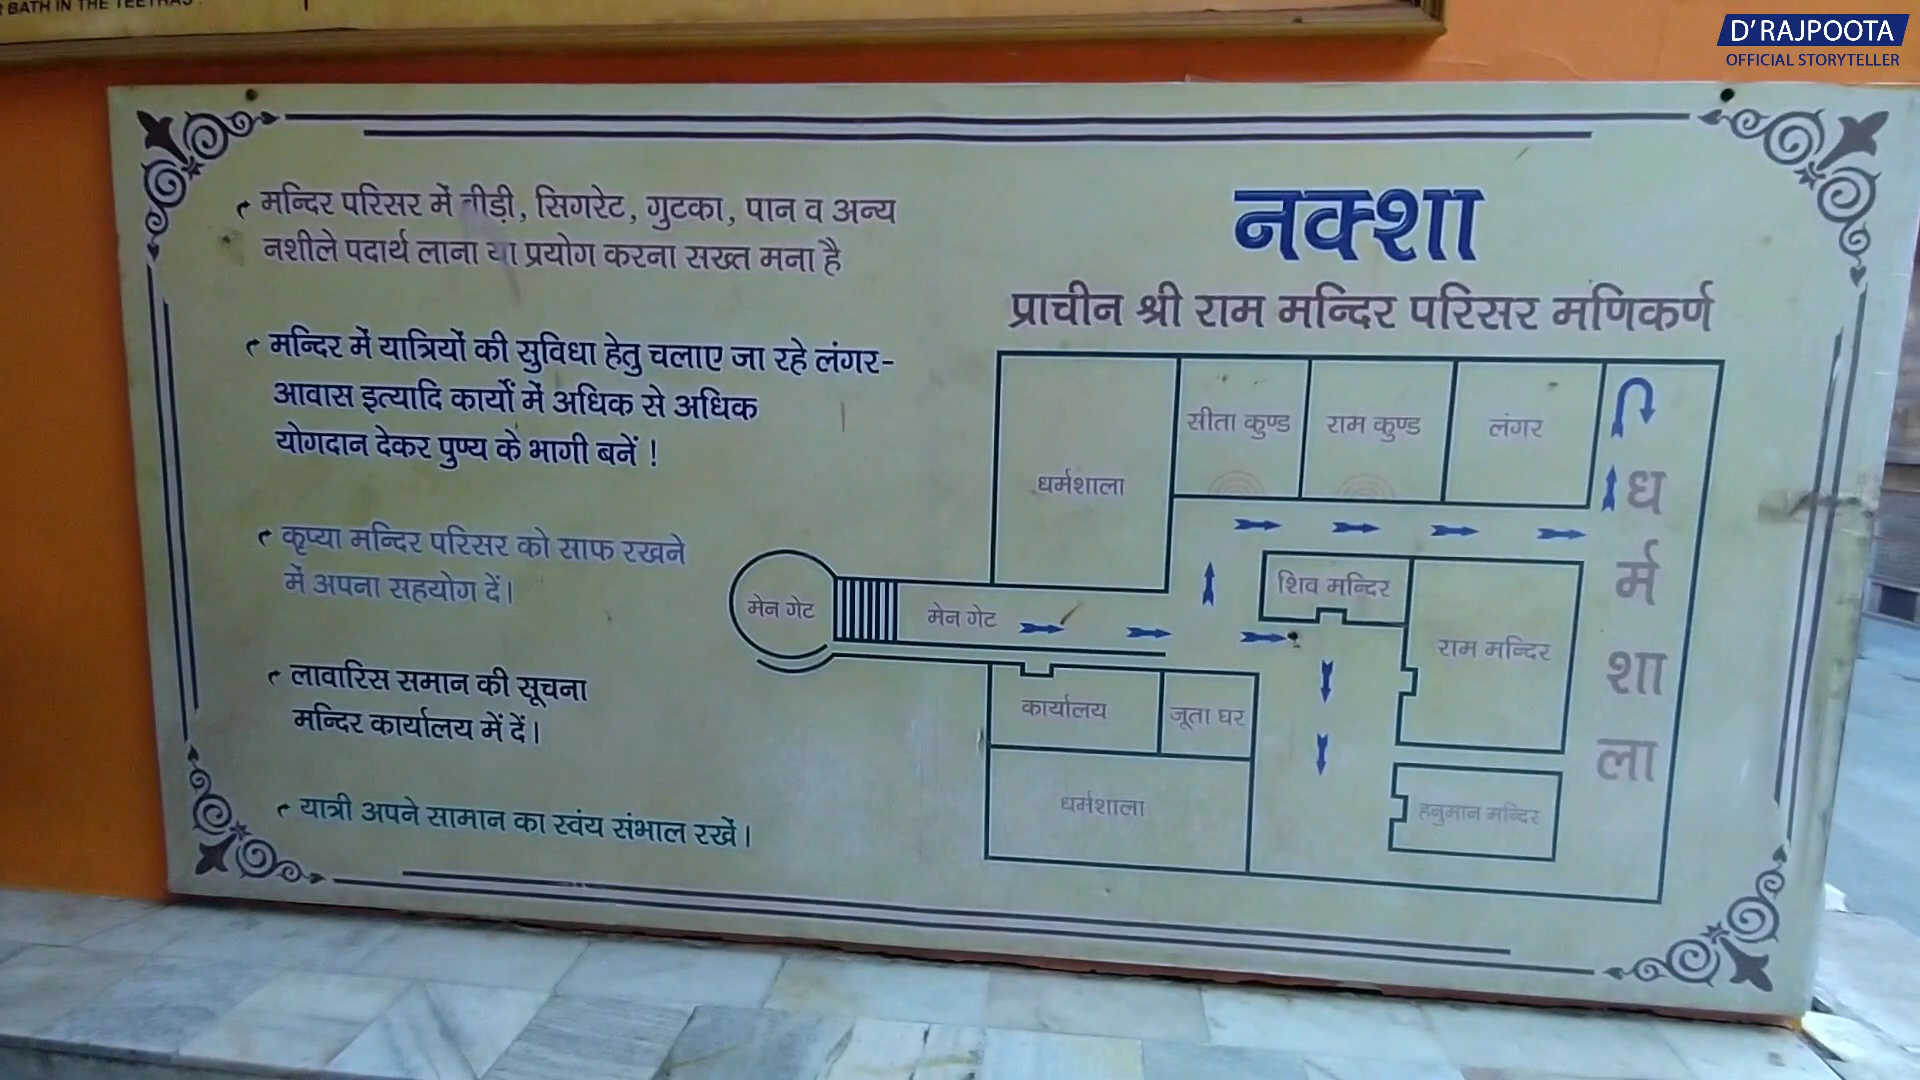 BATH IN THE TEETHAS
D'RAJPOOTA
OFFICIAL STORYTELLER
मन्दिर परिसर में बीड़ी, सिगरेट, गुटका, पान व अन्य
नशीले पदार्थ लाना या प्रयोग करना सख्त मना है
मन्दिर में यात्रियों की सुविधा हेतु चलाए जा रहे लंगर-
आवास इत्यादि कार्यों में अधिक से अधिक
योगदान देकर पुण्य के भागी बनें !
कृप्या मन्दिर परिसर को साफ रखने
में अपना सहयोग दें।
लावारिस समान की सूचना
मन्दिर कार्यालय में दें।
यात्री अपने सामान का स्वंय संभाल रखें।
नक्शा
प्राचीन श्री राम मन्दिर परिसर मणिकर्ण
धर्मशाला
सीता कुण्ड
राम कुण्ड
लंगर
धर्मशाला
शिव मन्दिर
राम मन्दिर
मेन गेट
मेन गेट
कार्यालय
जूता घर
धर्मशाला
हनुमान मन्दिर